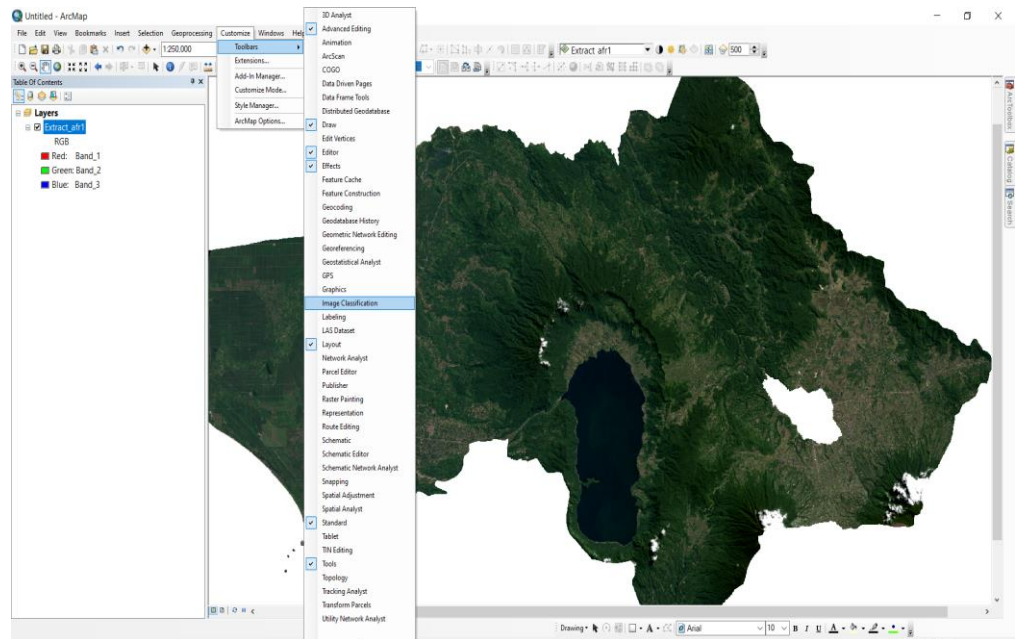 Untitled - ArcMap
File Edit View Bookmarks Insert Selection Geoprocessing Customize Windows Help
1:250,000
Extract afr1
500
Table Of Contents
Layers
Extract_afr1
RGB
Red: Band_1
Green: Band_2
Blue: Band_3
Toolbars
Extensions...
Add-In Manager...
Customize Mode...
Style Manager...
ArcMap Options...
3D Analyst
Advanced Editing
Animation
ArcScan
COGO
Data Driven Pages
Data Frame Tools
Distributed Geodatabase
Draw
Edit Vertices
Editor
Effects
Feature Cache
Feature Construction
Geocoding
Geodatabase History
Geometric Network Editing
Georeferencing
Geostatistical Analyst
GPS
Graphics
Image Classification
Labeling
LAS Dataset
Layout
Network Analyst
Parcel Editor
Publisher
Raster Painting
Representation
Route Editing
Schematic
Schematic Editor
Schematic Network Analyst
Snapping
Spatial Adjustment
Spatial Analyst
Standard
Tablet
TIN Editing
Tools
Topology
Tracking Analyst
Transform Parcels
Utility Network Analyst
ArcToolbox
Catalog
Search
Drawing
A
Arial
10
B I U A